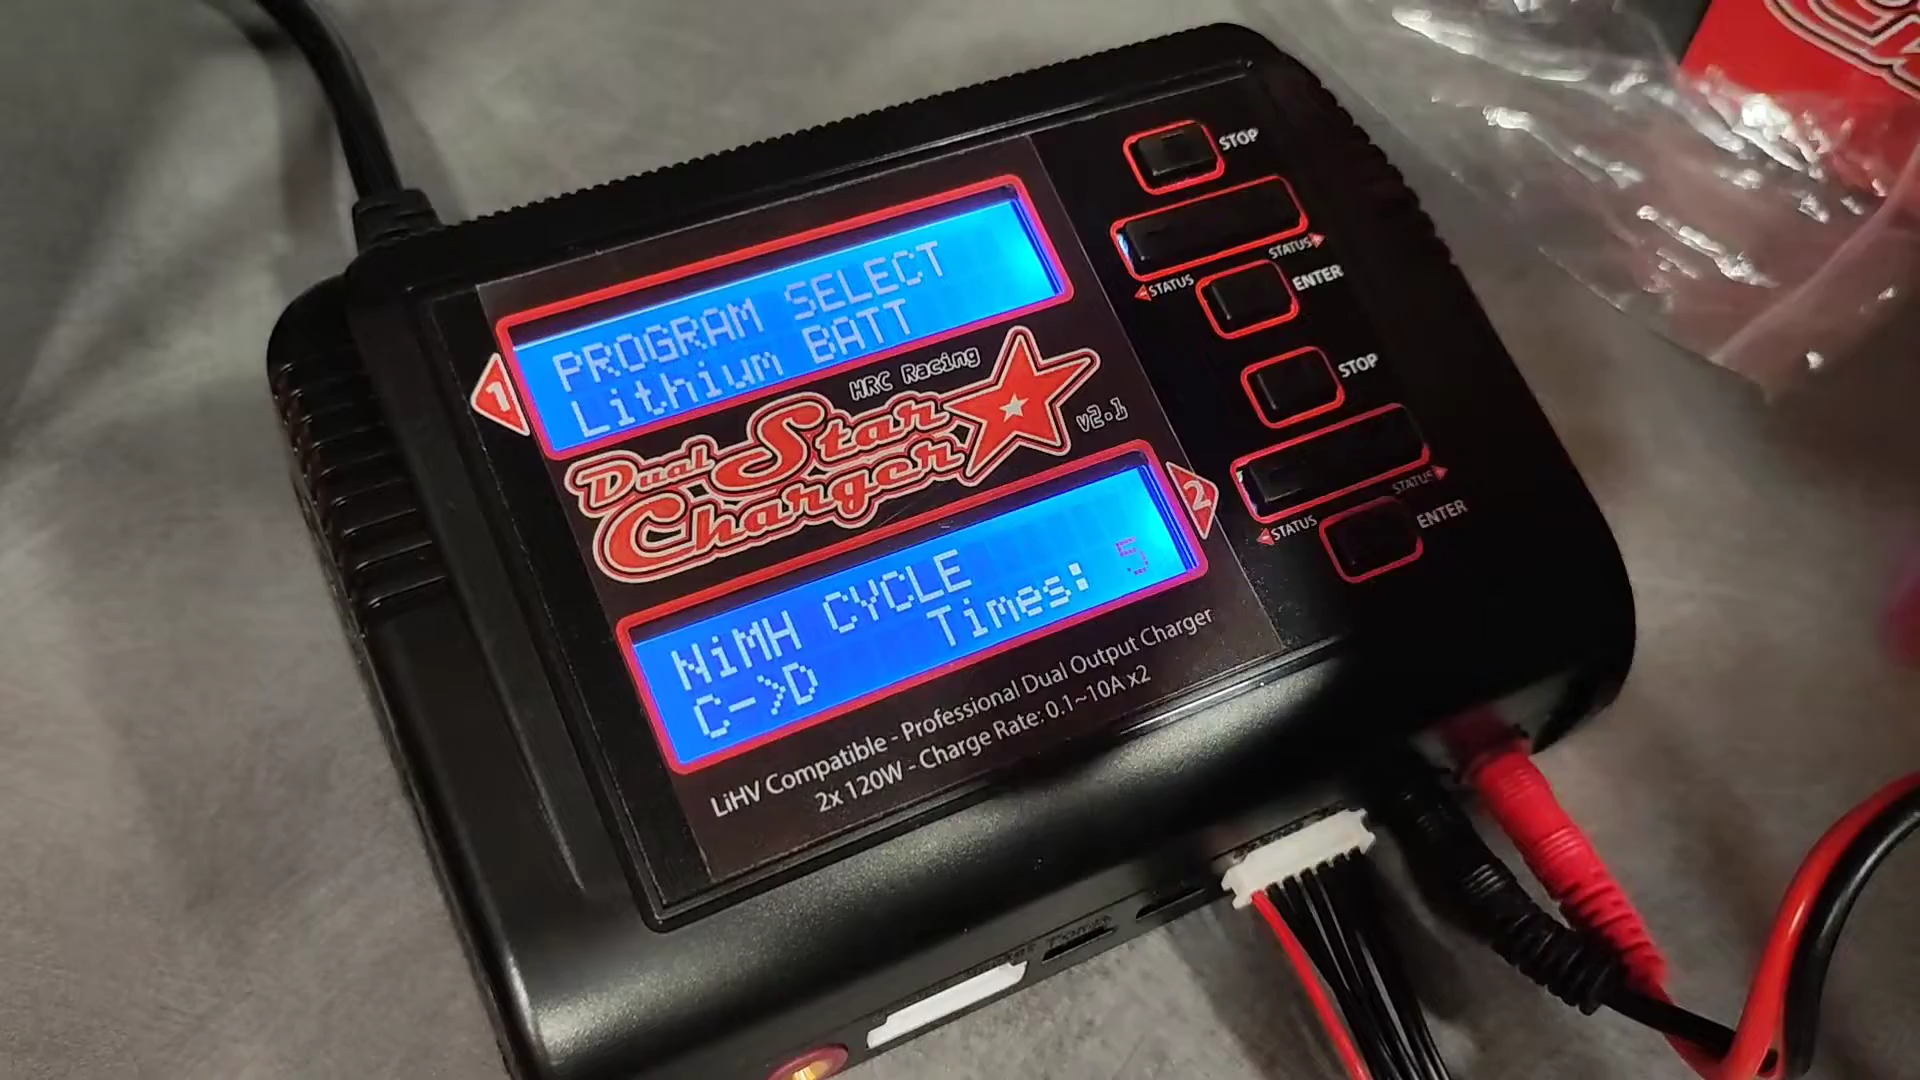 PROGRAM SELECT
Lithium BATT
1
HRC Racing
Dual Star
Charger
v2.1
2
NiMH CYCLE
C->D Times: 5
LiHV Compatible - Professional Dual Output Charger
2x 120W - Charge Rate: 0.1~10A x2
STOP
STATUS
STATUS
ENTER
STOP
STATUS
STATUS
ENTER